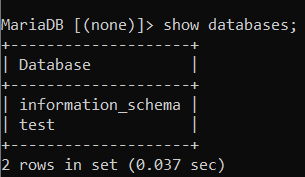 MariaDB [(none)]> show databases;
+--------------------+
| Database           |
+--------------------+
| information_schema |
| test               |
+--------------------+
2 rows in set (0.037 sec)